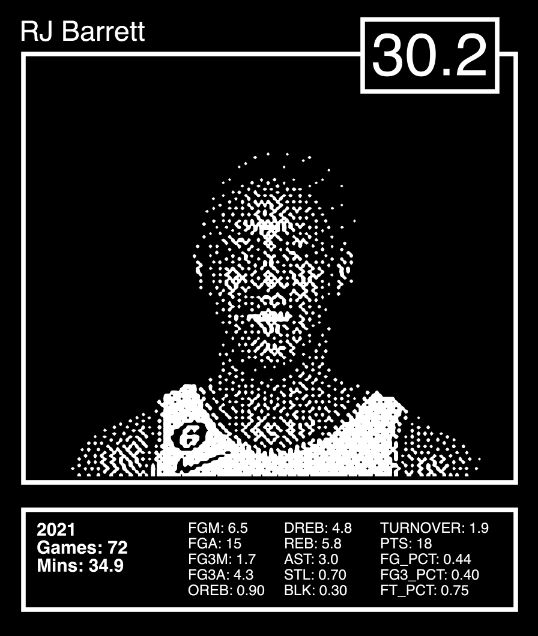 RJ Barrett
30.2
6
2021
Games: 72
Mins: 34.9
FGM: 6.5
FGA: 15
FG3M: 1.7
FG3A: 4.3
OREB: 0.90
DREB: 4.8
REB: 5.8
AST: 3.0
STL: 0.70
BLK: 0.30
TURNOVER: 1.9
PTS: 18
FG_PCT: 0.44
FG3_PCT: 0.40
FT_PCT: 0.75